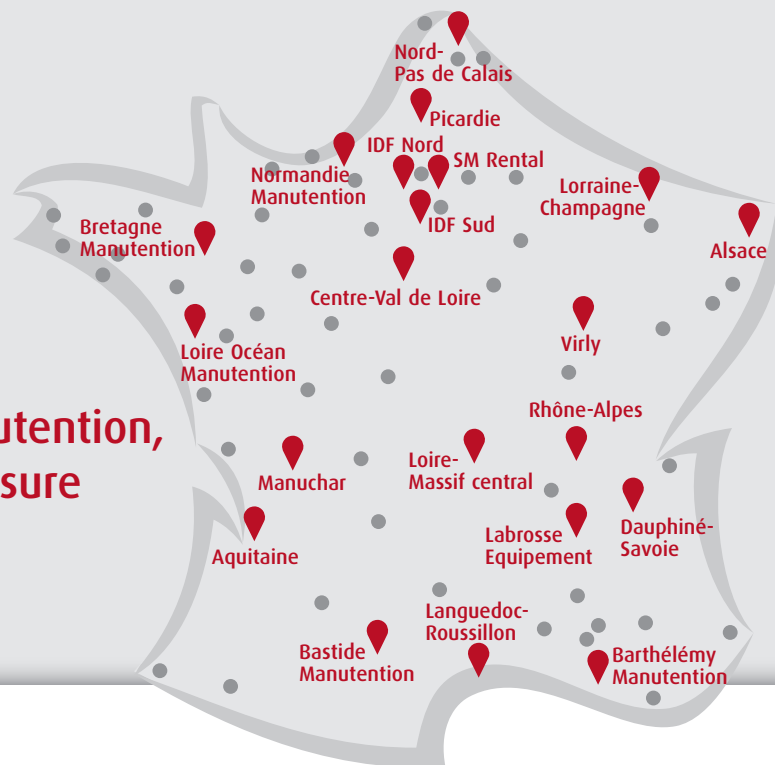 Nord-
Pas de Calais
Picardie
IDF Nord
SM Rental
Normandie
Manutention
Lorraine-
Champagne
Bretagne
Manutention
IDF Sud
Alsace
Centre-Val de Loire
Loire Océan
Manutention
Virly
Rhône-Alpes
utention,
sure
Manuchar
Loire-
Massif central
Aquitaine
Labrosse
Equipement
Dauphiné-
Savoie
Languedoc-
Roussillon
Bastide
Manutention
Barthélémy
Manutention